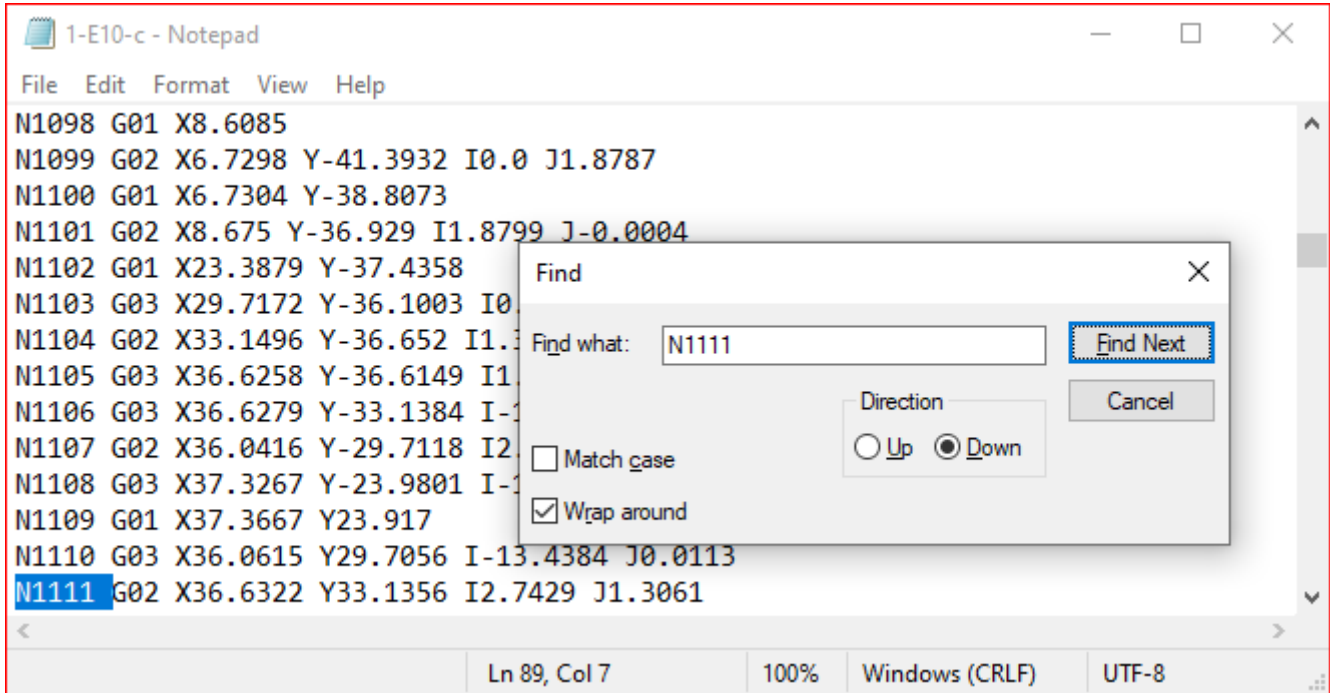 1-E10-c - Notepad
File Edit Format View Help
N1098 G01 X8.6085
N1099 G02 X6.7298 Y-41.3932 I0.0 J1.8787
N1100 G01 X6.7304 Y-38.8073
N1101 G02 X8.675 Y-36.929 I1.8799 J-0.0004
N1102 G01 X23.3879 Y-37.4358
N1103 G03 X29.7172 Y-36.1003 I0.
N1104 G02 X33.1496 Y-36.652 I1.
N1105 G03 X36.6258 Y-36.6149 I1.
N1106 G03 X36.6279 Y-33.1384 I-1
N1107 G02 X36.0416 Y-29.7118 I2.
N1108 G03 X37.3267 Y-23.9801 I-1
N1109 G01 X37.3667 Y23.917
N1110 G03 X36.0615 Y29.7056 I-13.4384 J0.0113
N1111 G02 X36.6322 Y33.1356 I2.7429 J1.3061
Find
Find what: N1111
Find Next
Cancel
Direction
Up Down
Match case
Wrap around
Ln 89, Col 7 100% Windows (CRLF) UTF-8